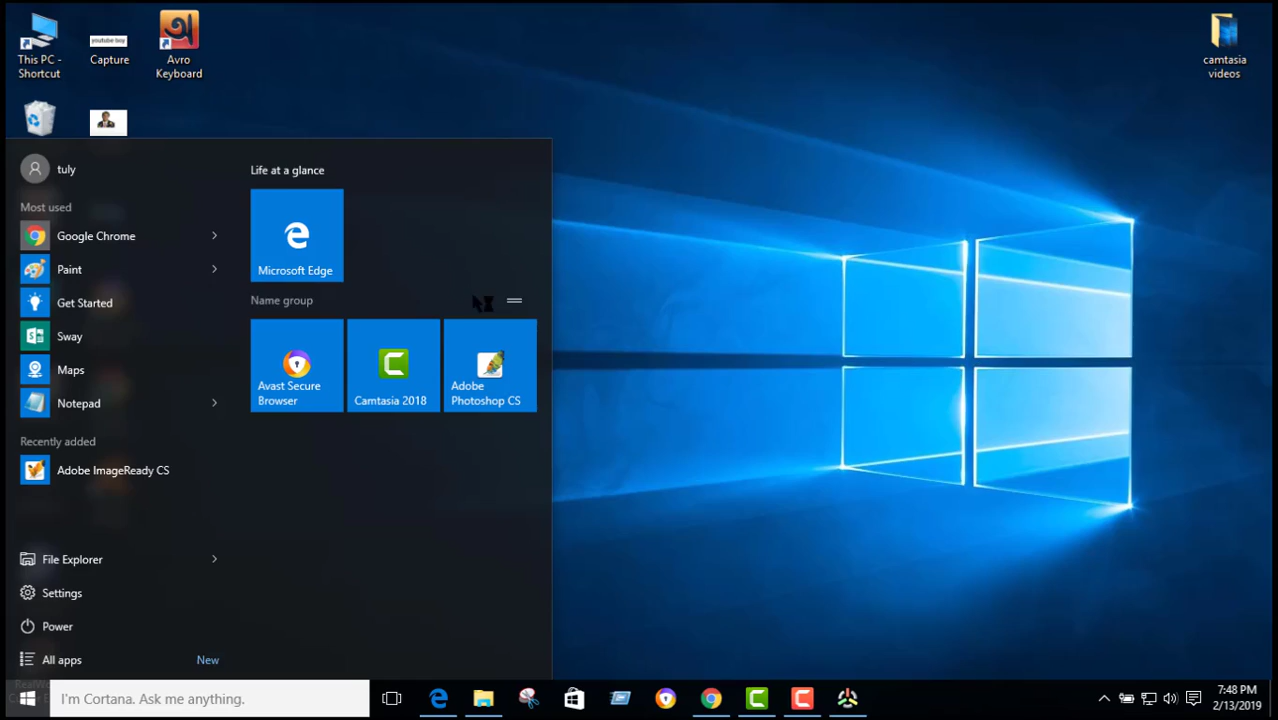 This PC -
Shortcut
youtube boy
Capture
অ
Avro
Keyboard
camtasia
videos
tuly
Most used
Google Chrome
Paint
Get Started
Sway
Maps
Notepad
Recently added
Adobe ImageReady CS
File Explorer
Settings
Power
All apps
New
Life at a glance
Microsoft Edge
Name group
Avast Secure
Browser
Camtasia 2018
Adobe
Photoshop CS
I'm Cortana. Ask me anything.
7:48 PM
2/13/2019